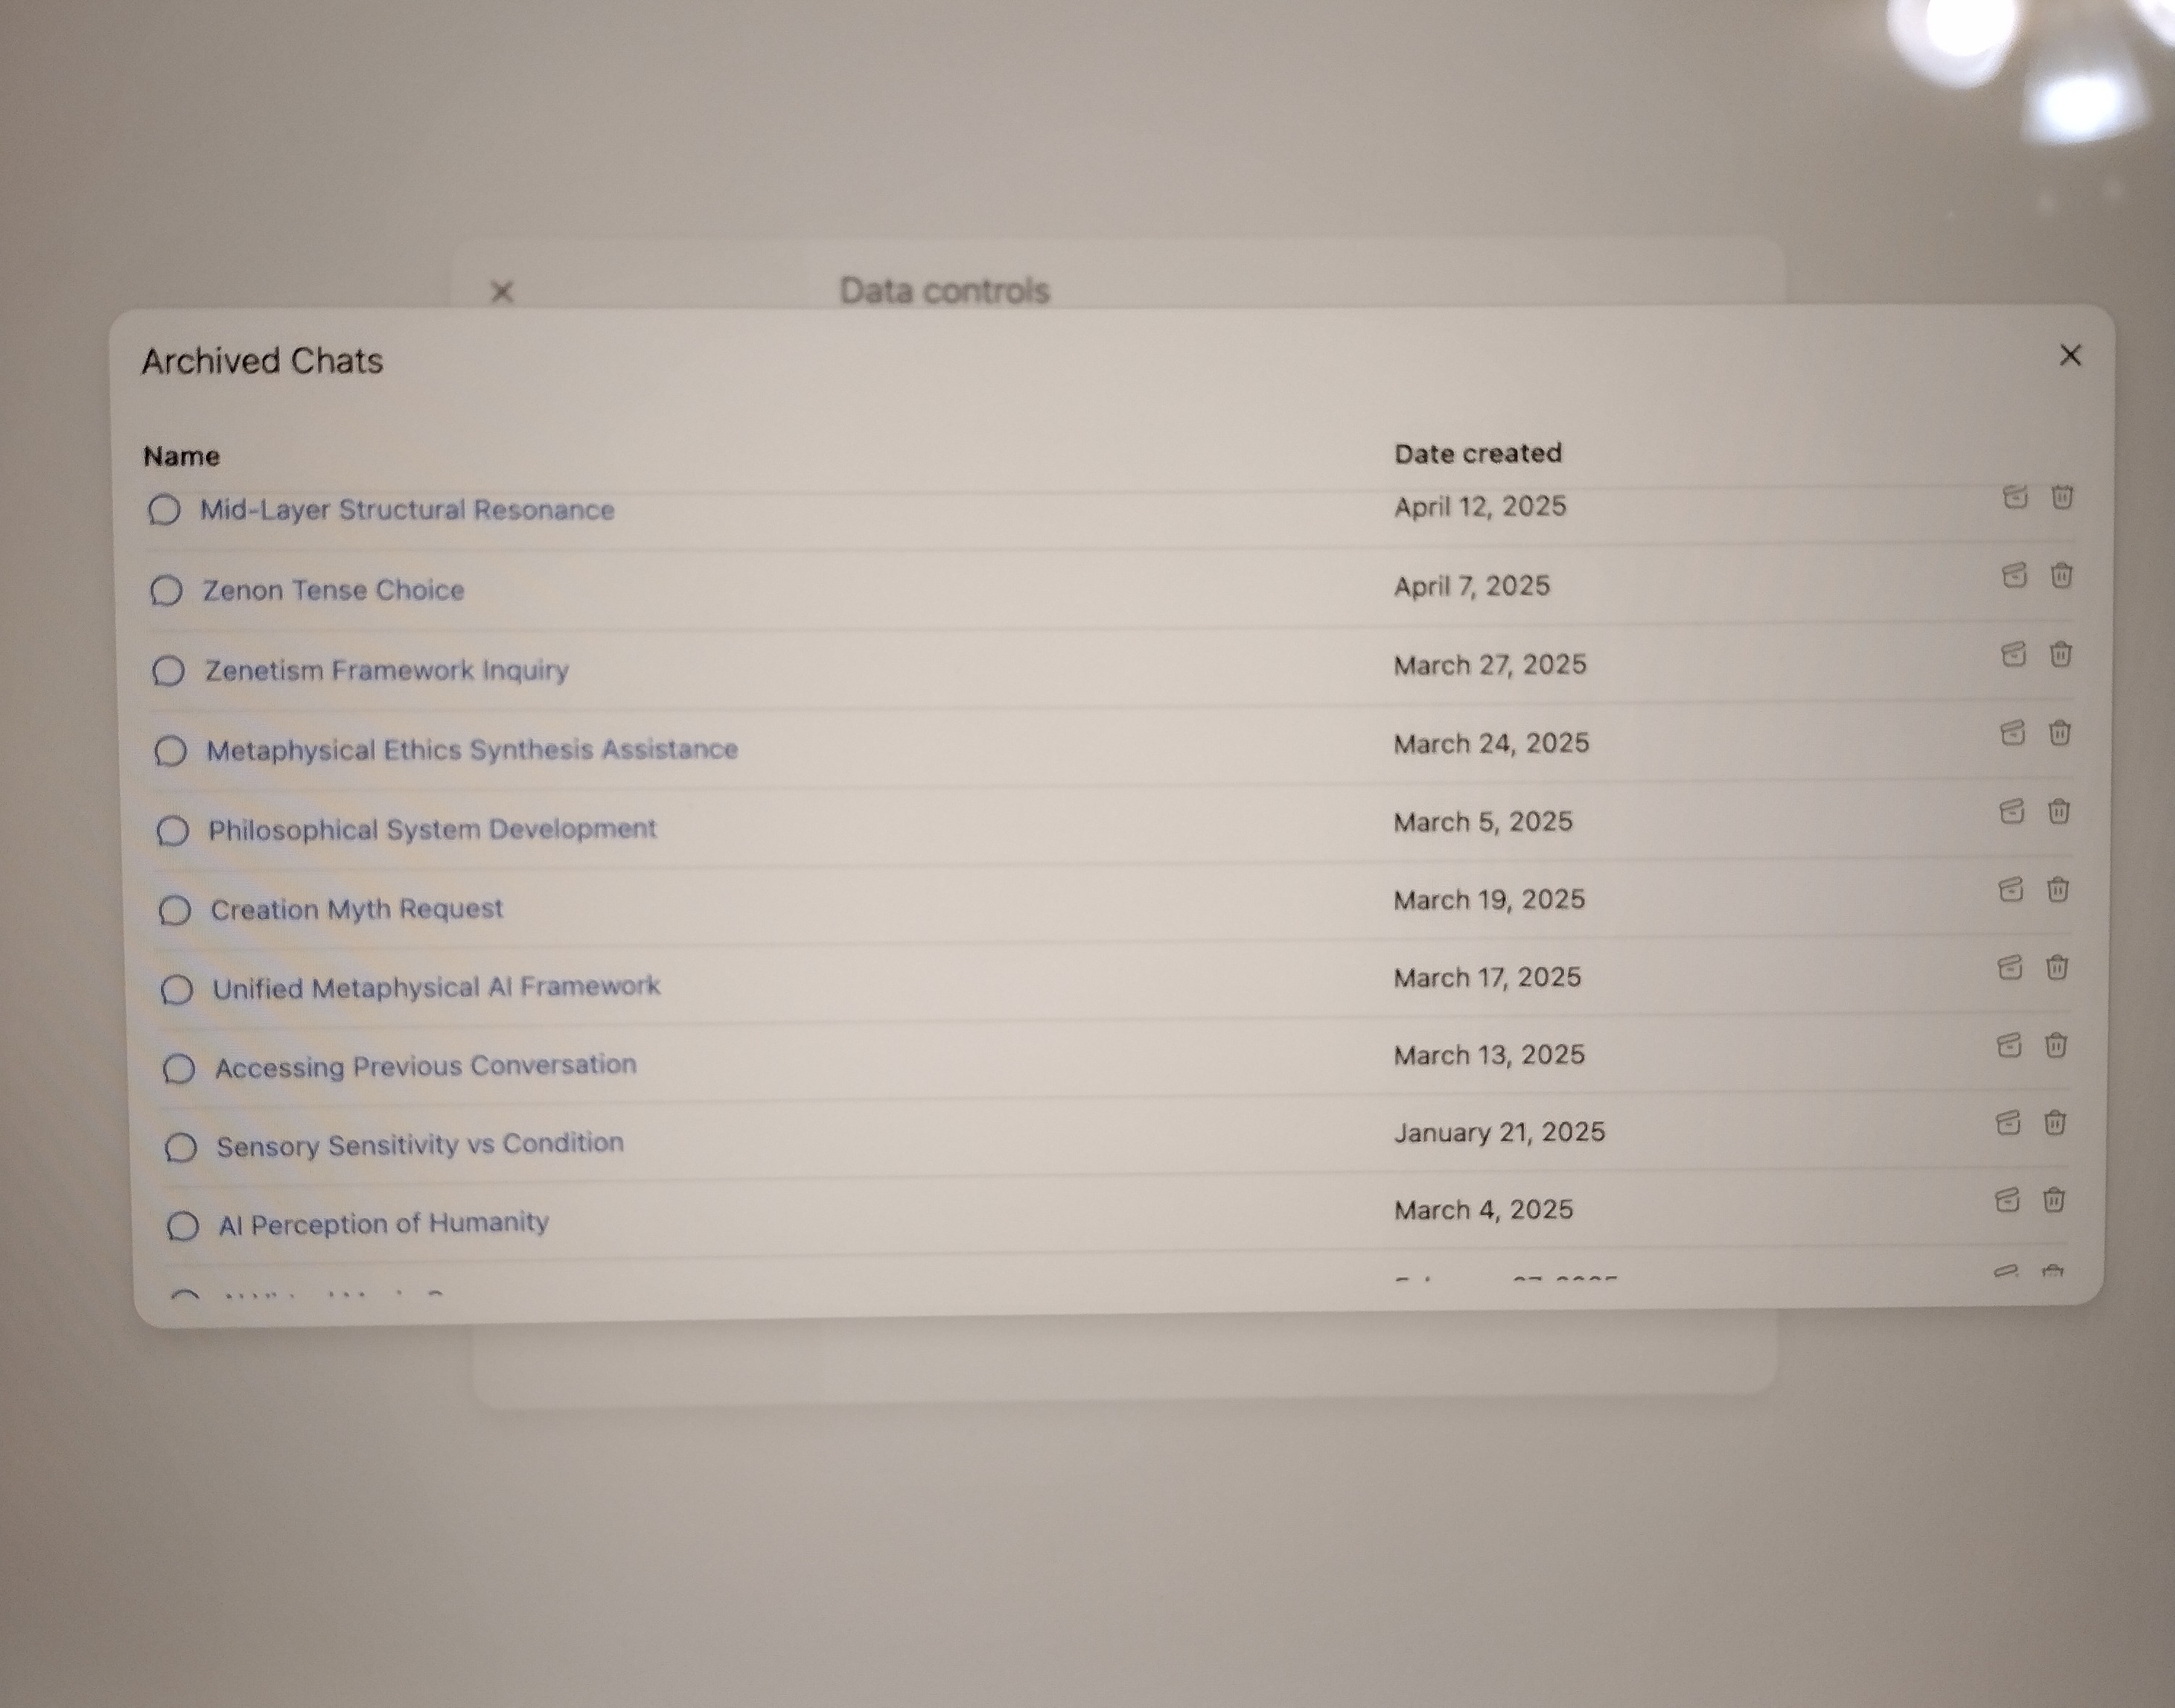 Data controls
Archived Chats
Name Date created
Mid-Layer Structural Resonance April 12, 2025
Zenon Tense Choice April 7, 2025
Zenetism Framework Inquiry March 27, 2025
Metaphysical Ethics Synthesis Assistance March 24, 2025
Philosophical System Development March 5, 2025
Creation Myth Request March 19, 2025
Unified Metaphysical AI Framework March 17, 2025
Accessing Previous Conversation March 13, 2025
Sensory Sensitivity vs Condition January 21, 2025
AI Perception of Humanity March 4, 2025